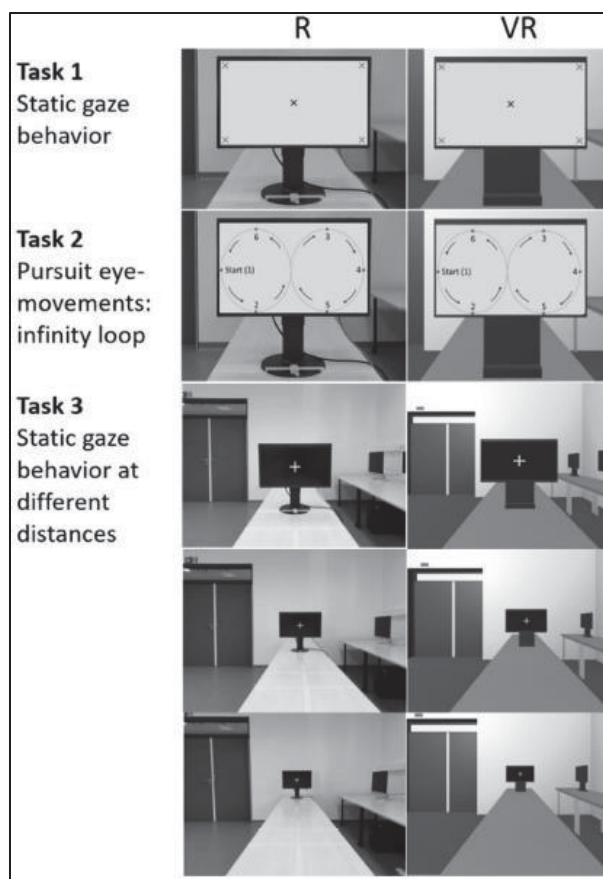 R VR
Task 1
Static gaze
behavior
Task 2
Pursuit eye-
movements:
infinity loop
6 3
Start (1) 4
2 5
6 3
Start (1) 4
2 5
Task 3
Static gaze
behavior at
different
distances